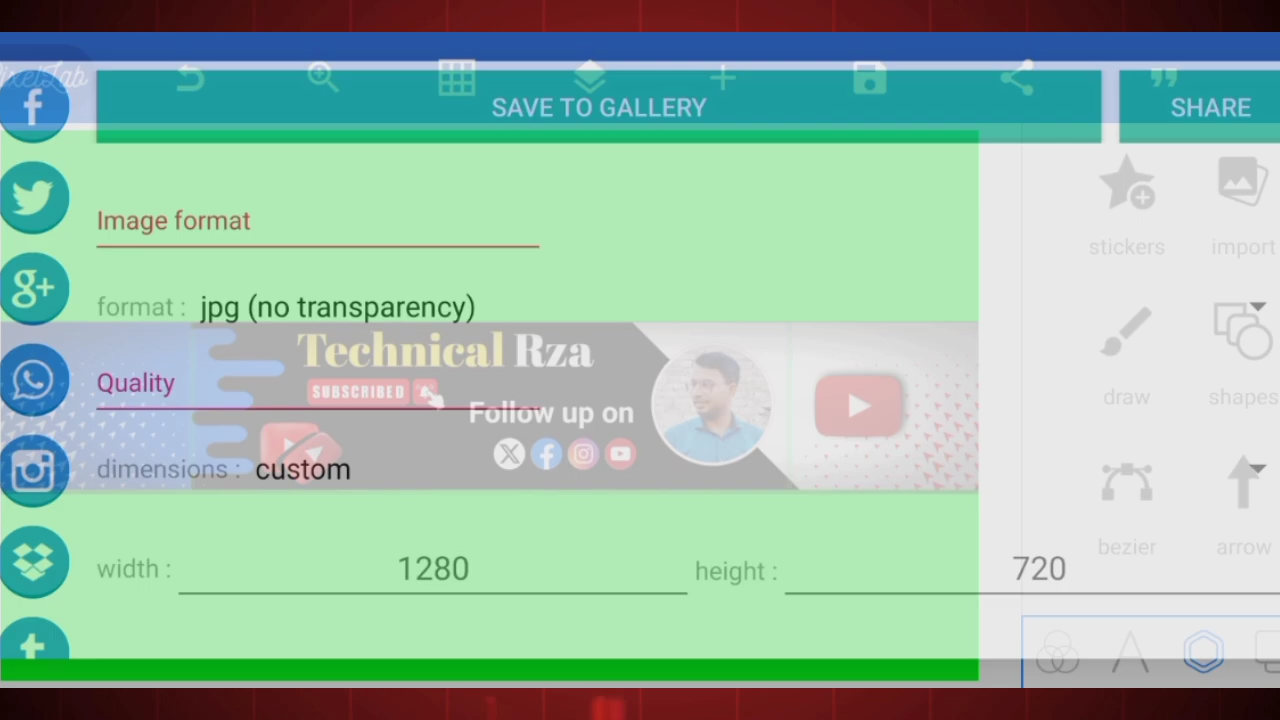 PixelLab
SAVE TO GALLERY
SHARE
Image format
stickers
import
format : jpg (no transparency)
Technical Rza
Quality
SUBSCRIBED
Follow up on
draw
shapes
dimensions : custom
bezier
arrow
width : 1280
height : 720